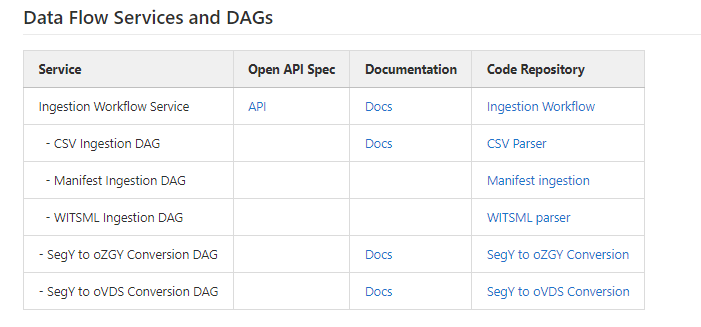 Data Flow Services and DAGs
Service Open API Spec Documentation Code Repository
Ingestion Workflow Service API Docs Ingestion Workflow
- CSV Ingestion DAG Docs CSV Parser
- Manifest Ingestion DAG Manifest ingestion
- WITSML Ingestion DAG WITSML parser
- SegY to oZGY Conversion DAG Docs SegY to oZGY Conversion
- SegY to oVDS Conversion DAG Docs SegY to oVDS Conversion